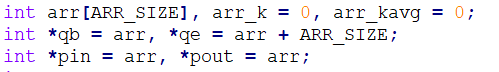 int arr[ARR_SIZE], arr_k = 0, arr_kavg = 0;
int *qb = arr, *qe = arr + ARR_SIZE;
int *pin = arr, *pout = arr;